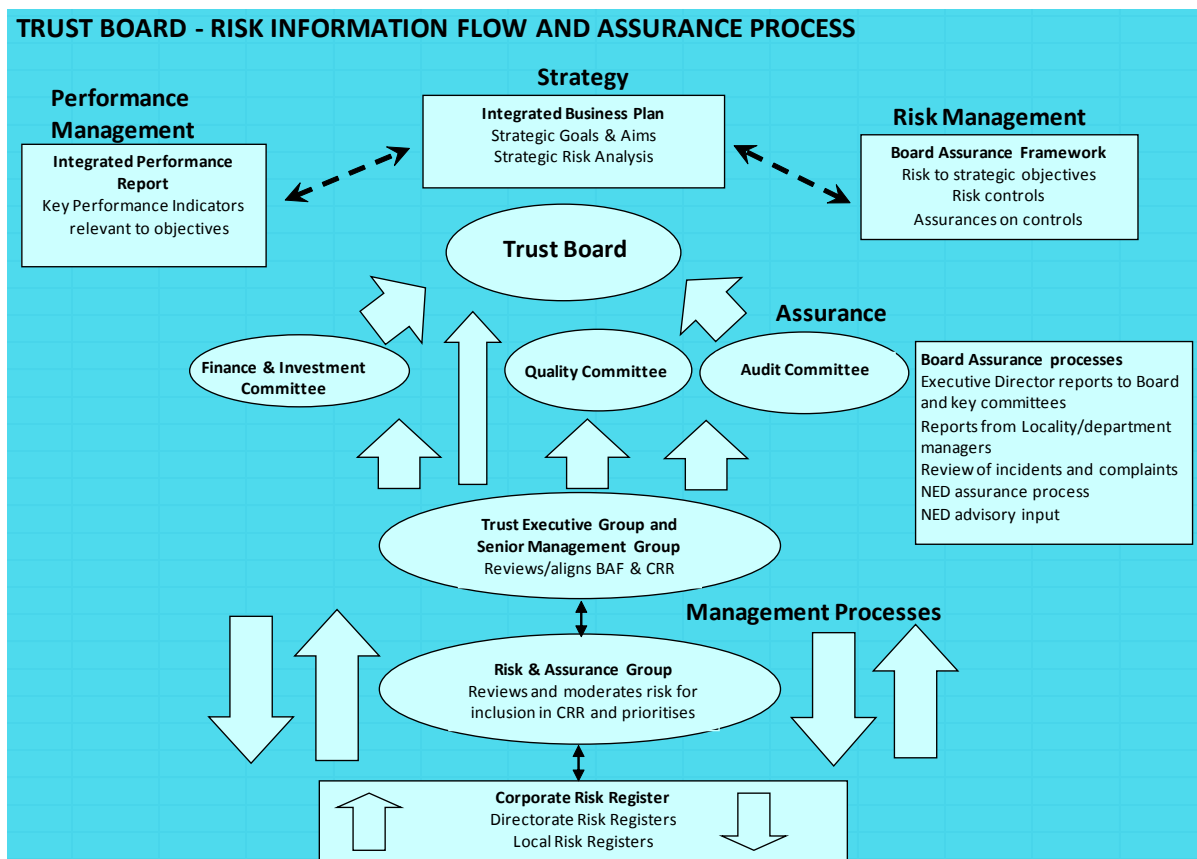 TRUST BOARD - RISK INFORMATION FLOW AND ASSURANCE PROCESS
Strategy
Performance
Management
Integrated Business Plan
Strategic Goals & Aims
Strategic Risk Analysis
Risk Management
Integrated Performance
Report
Key Performance Indicators
relevant to objectives
Board Assurance Framework
Risk to strategic objectives
Risk controls
Assurances on controls
Trust Board
Assurance
Finance & Investment
Committee
Quality Committee
Audit Committee
Board Assurance processes
Executive Director reports to Board
and key committees
Reports from Locality/department
managers
Review of incidents and complaints
NED assurance process
NED advisory input
Trust Executive Group and
Senior Management Group
Reviews/aligns BAF & CRR
Management Processes
Risk & Assurance Group
Reviews and moderates risk for
inclusion in CRR and prioritises
Corporate Risk Register
Directorate Risk Registers
Local Risk Registers